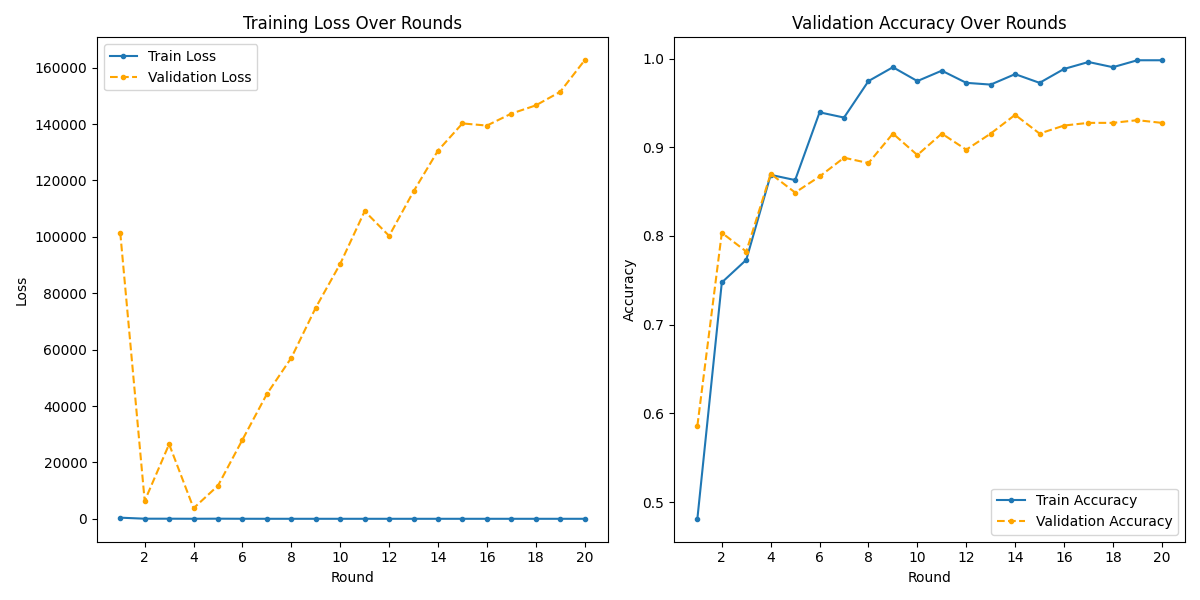 Training Loss Over Rounds
Train Loss
Validation Loss
160000
140000
120000
100000
80000
60000
40000
20000
0
Loss
2 4 6 8 10 12 14 16 18 20
Round
Validation Accuracy Over Rounds
1.0
0.9
0.8
0.7
0.6
0.5
Accuracy
Train Accuracy
Validation Accuracy
2 4 6 8 10 12 14 16 18 20
Round